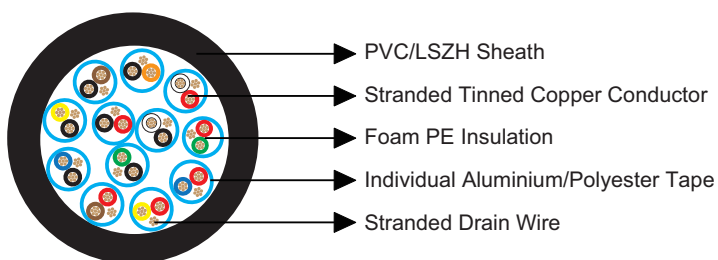 PVC/LSZH Sheath
Stranded Tinned Copper Conductor
Foam PE Insulation
Individual Aluminium/Polyester Tape
Stranded Drain Wire